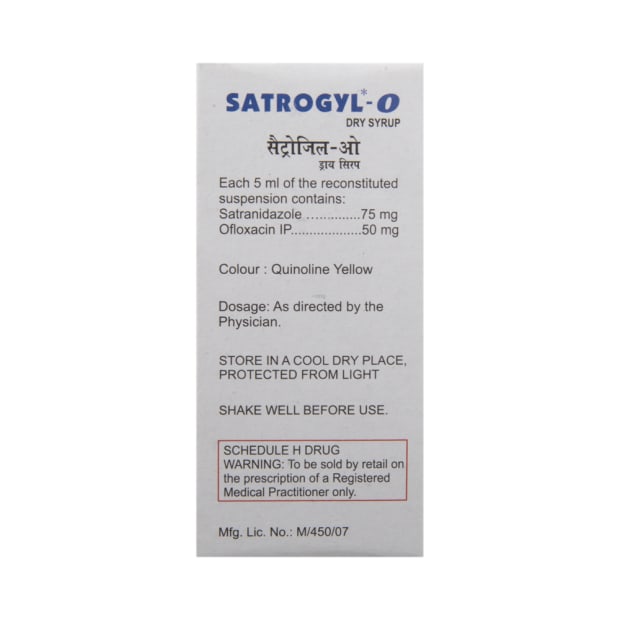 SATROGYL*-O
DRY SYRUP
सैट्रोजिल-ओ
ड्राय सिरप
Each 5 ml of the reconstituted
suspension contains:
Satranidazole ...............75 mg
Ofloxacin IP...................50 mg
Colour : Quinoline Yellow
Dosage: As directed by the
Physician.
STORE IN A COOL DRY PLACE,
PROTECTED FROM LIGHT
SHAKE WELL BEFORE USE.
SCHEDULE H DRUG
WARNING: To be sold by retail on
the prescription of a Registered
Medical Practitioner only.
Mfg. Lic. No.: M/450/07